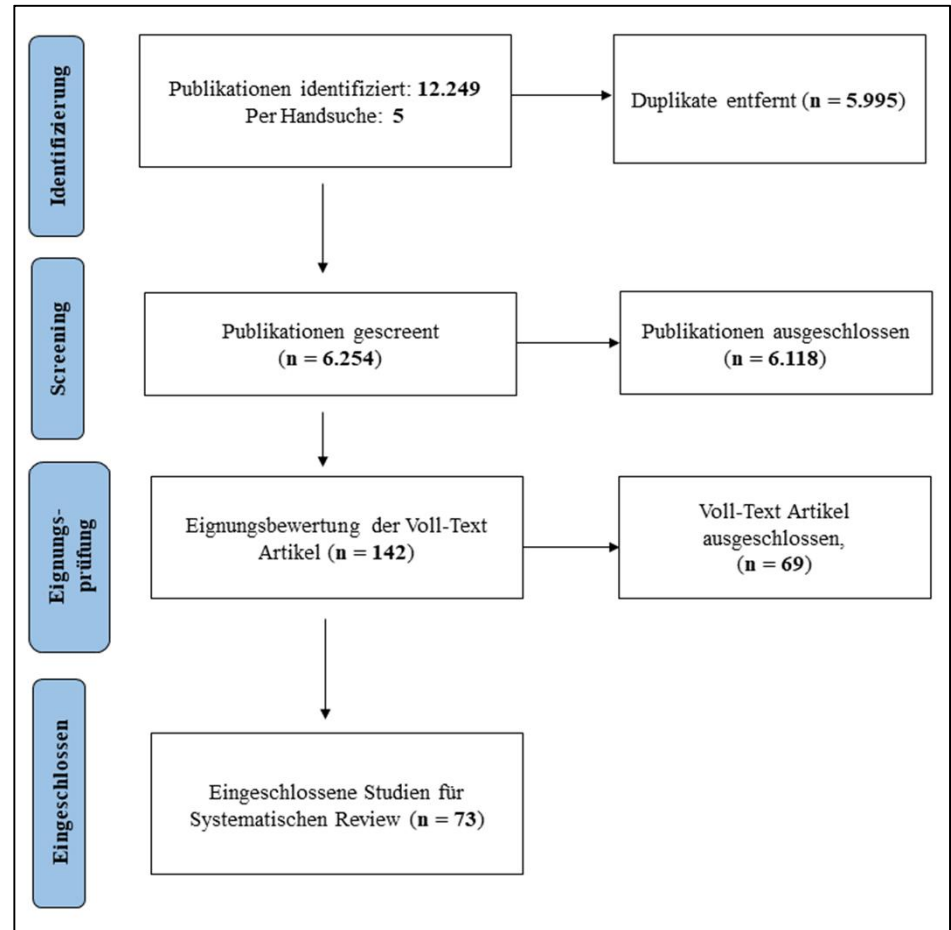 Identifizierung
Publikationen identifiziert: 12.249
Per Handsuche: 5
Duplikate entfernt (n = 5.995)
Screening
Publikationen gescreent
(n = 6.254)
Publikationen ausgeschlossen
(n = 6.118)
Eignungs-
prüfung
Eignungsbewertung der Voll-Text
Artikel (n = 142)
Voll-Text Artikel
ausgeschlossen,
(n = 69)
Eingeschlossen
Eingeschlossene Studien für
Systematischen Review (n = 73)